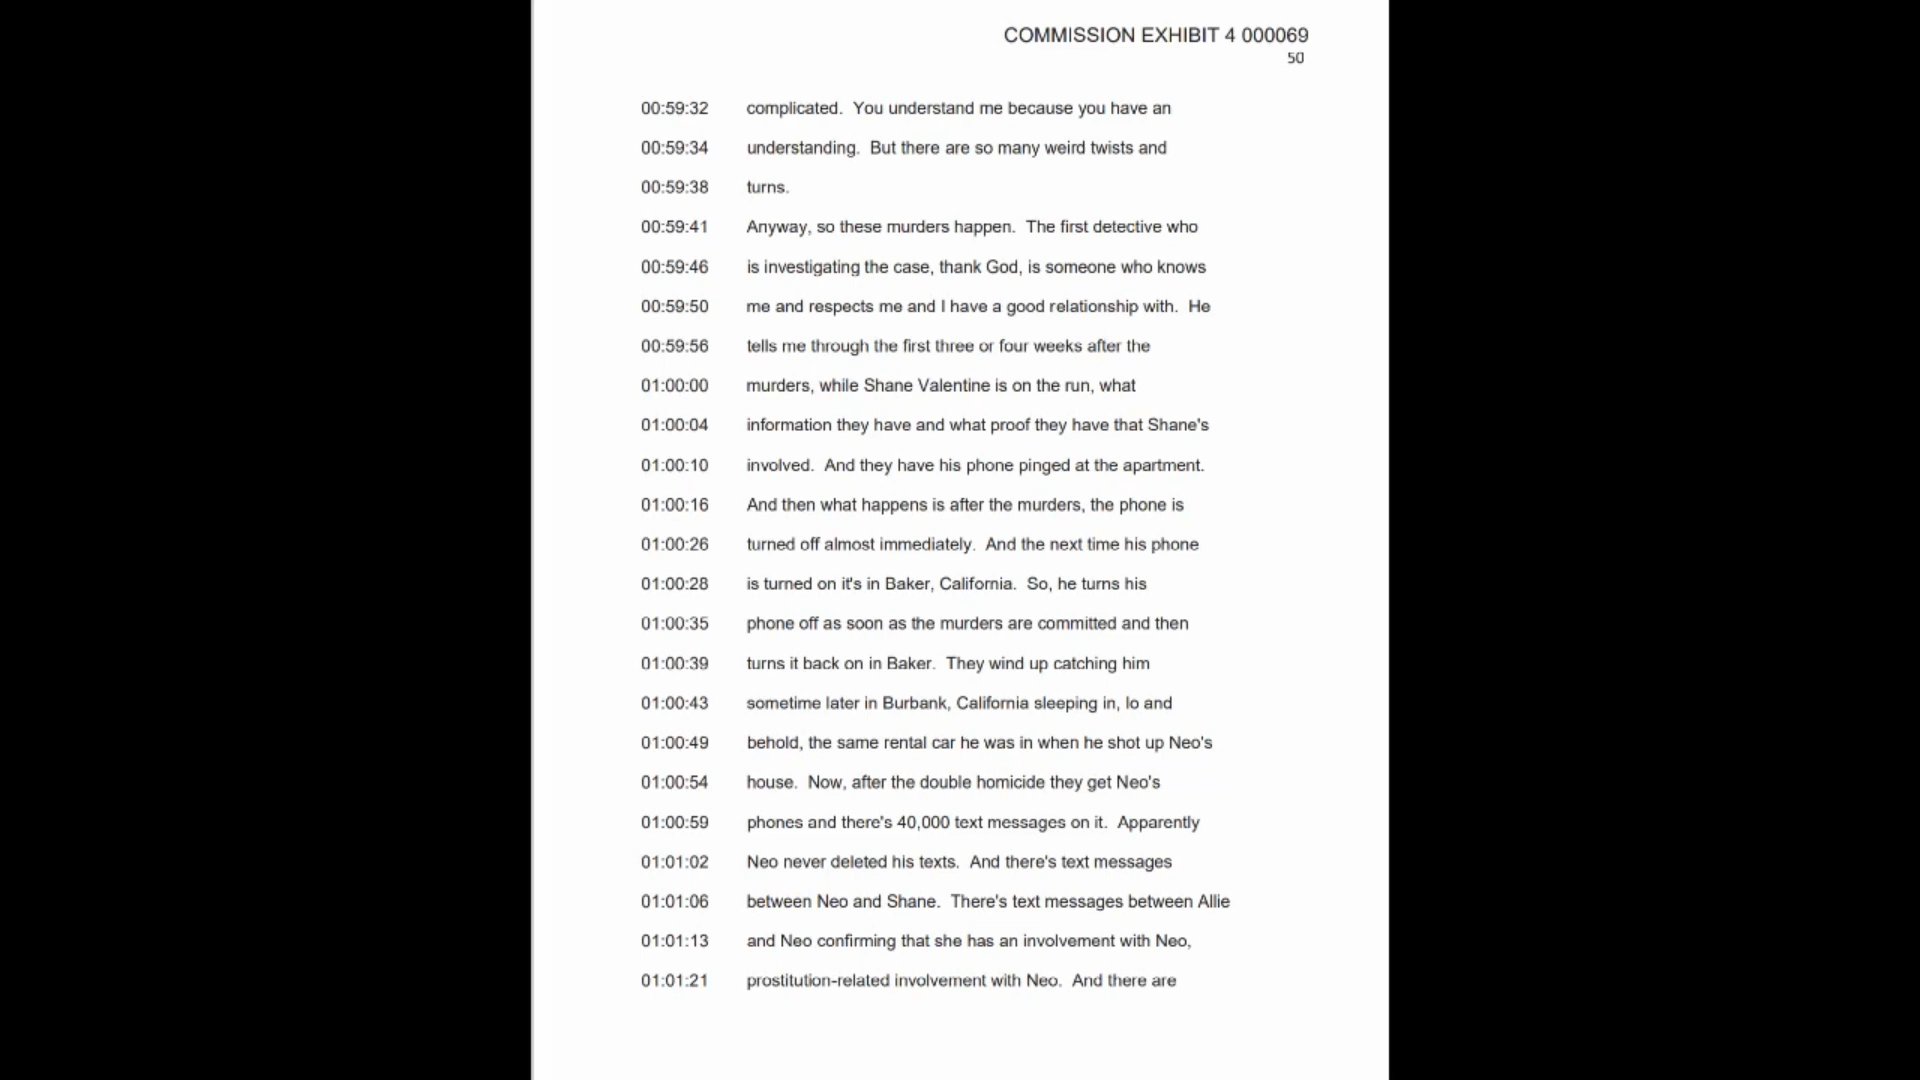 COMMISSION EXHIBIT 4 000069
50
00:59:32 complicated.  You understand me because you have an
00:59:34 understanding.  But there are so many weird twists and
00:59:38 turns.
00:59:41 Anyway, so these murders happen.  The first detective who
00:59:46 is investigating the case, thank God, is someone who knows
00:59:50 me and respects me and I have a good relationship with.  He
00:59:56 tells me through the first three or four weeks after the
01:00:00 murders, while Shane Valentine is on the run, what
01:00:04 information they have and what proof they have that Shane's
01:00:10 involved.  And they have his phone pinged at the apartment.
01:00:16 And then what happens is after the murders, the phone is
01:00:26 turned off almost immediately.  And the next time his phone
01:00:28 is turned on it's in Baker, California.  So, he turns his
01:00:35 phone off as soon as the murders are committed and then
01:00:39 turns it back on in Baker.  They wind up catching him
01:00:43 sometime later in Burbank, California sleeping in, lo and
01:00:49 behold, the same rental car he was in when he shot up Neo's
01:00:54 house.  Now, after the double homicide they get Neo's
01:00:59 phones and there's 40,000 text messages on it.  Apparently
01:01:02 Neo never deleted his texts.  And there's text messages
01:01:06 between Neo and Shane.  There's text messages between Allie
01:01:13 and Neo confirming that she has an involvement with Neo,
01:01:21 prostitution-related involvement with Neo.  And there are